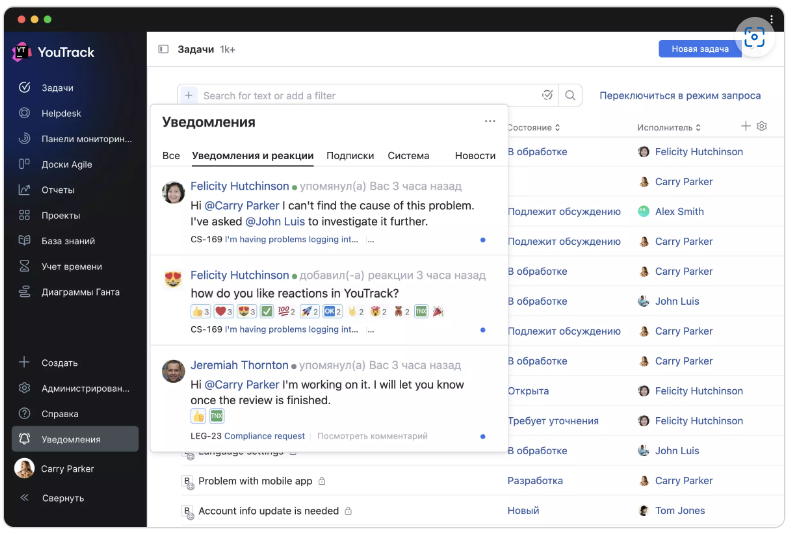 YouTrack
Задачи
Helpdesk
Панели мониторин...
Доски Agile
Отчеты
Проекты
База знаний
Учет времени
Диаграммы Ганта
Создать
Администрирован...
Справка
Уведомления
Carry Parker
Свернуть
Задачи 1k+
Новая задача
Search for text or add a filter
Переключиться в режим запроса
Состояние Исполнитель
Уведомления
Все Уведомления и реакции Подписки Система Новости
Felicity Hutchinson упомянул(а) Вас 3 часа назад
Hi @Carry Parker I can't find the cause of this problem.
I've asked @John Luis to investigate it further.
CS-169 I'm having problems logging int... ...
Felicity Hutchinson добавил(-а) реакции 3 часа назад
how do you like reactions in YouTrack?
3 3 3 2 2 2 2 2 2 2 TNX
CS-169 I'm having problems logging int... ...
Jeremiah Thornton упомянул(а) Вас 3 часа назад
Hi @Carry Parker I'm working on it. I will let you know
once the review is finished.
TNX
LEG-23 Compliance request Посмотреть комментарий
В обработке Felicity Hutchinson
Carry Parker
Подлежит обсуждению Alex Smith
Подлежит обсуждению Carry Parker
В обработке Carry Parker
В обработке John Luis
Подлежит обсуждению Carry Parker
В обработке Carry Parker
Открыта Felicity Hutchinson
Требует уточнения Felicity Hutchinson
Language settings В обработке John Luis
B Problem with mobile app Разработка Carry Parker
B Account info update is needed Новый Tom Jones